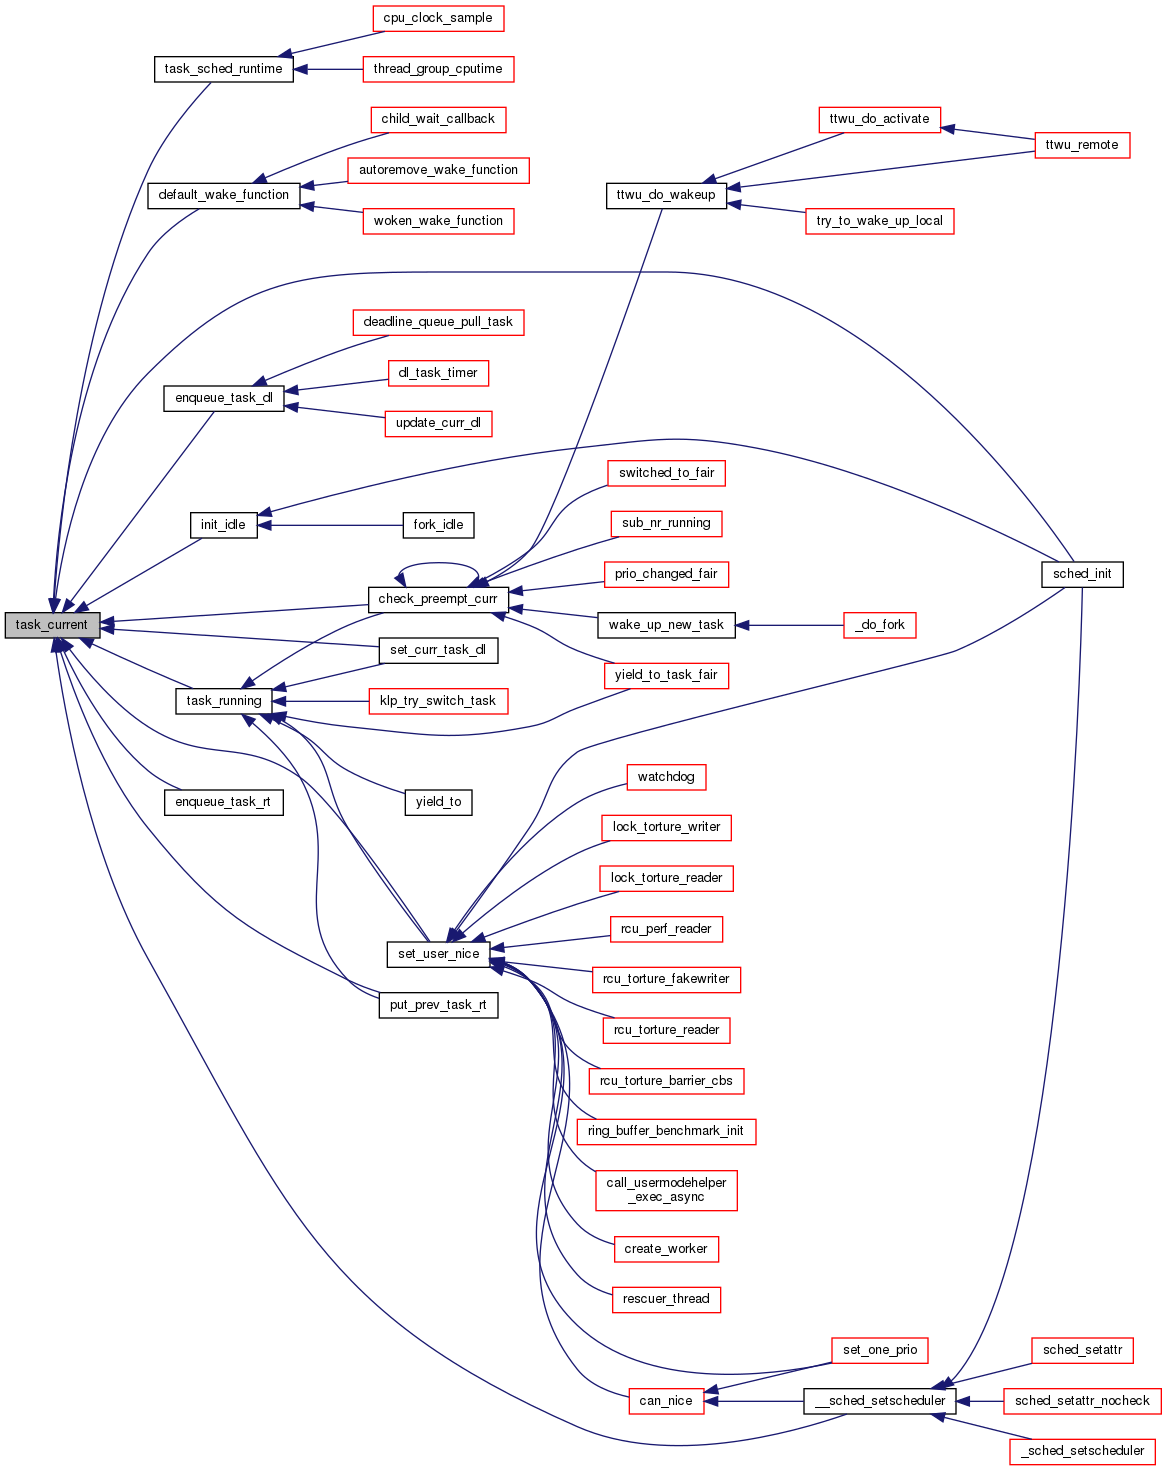 cpu_clock_sample
task_sched_runtime
thread_group_cputime
child_wait_callback
ttwu_do_activate
ttwu_remote
autoremove_wake_function
default_wake_function
ttwu_do_wakeup
woken_wake_function
try_to_wake_up_local
deadline_queue_pull_task
dl_task_timer
enqueue_task_dl
update_curr_dl
switched_to_fair
init_idle
fork_idle
sub_nr_running
prio_changed_fair
sched_init
check_preempt_curr
task_current
wake_up_new_task
_do_fork
set_curr_task_dl
yield_to_task_fair
task_running
klp_try_switch_task
watchdog
enqueue_task_rt
yield_to
lock_torture_writer
lock_torture_reader
rcu_perf_reader
set_user_nice
rcu_torture_fakewriter
put_prev_task_rt
rcu_torture_reader
rcu_torture_barrier_cbs
ring_buffer_benchmark_init
call_usermodehelper
_exec_async
create_worker
rescuer_thread
set_one_prio
sched_setattr
can_nice
__sched_setscheduler
sched_setattr_nocheck
_sched_setscheduler